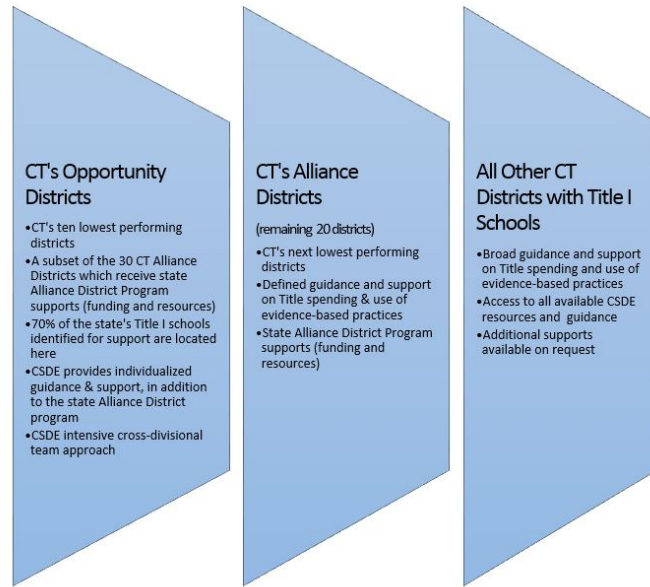 CT's Opportunity
Districts
•CT's ten lowest performing
districts
•A subset of the 30 CT Alliance
Districts which receive state
Alliance District Program
supports (funding and resources)
•70% of the state's Title I schools
identified for support are located
here
•CSDE provides individualized
guidance & support, in addition
to the state Alliance District
program
•CSDE intensive cross-divisional
team approach
CT's Alliance
Districts
(remaining 20 districts)
•CT's next lowest performing
districts
•Defined guidance and support
on Title spending & use of
evidence-based practices
•State Alliance District Program
supports (funding and
resources)
All Other CT
Districts with Title I
Schools
•Broad guidance and support
on Title spending and use of
evidence-based practices
•Access to all available CSDE
resources and guidance
•Additional supports
available on request